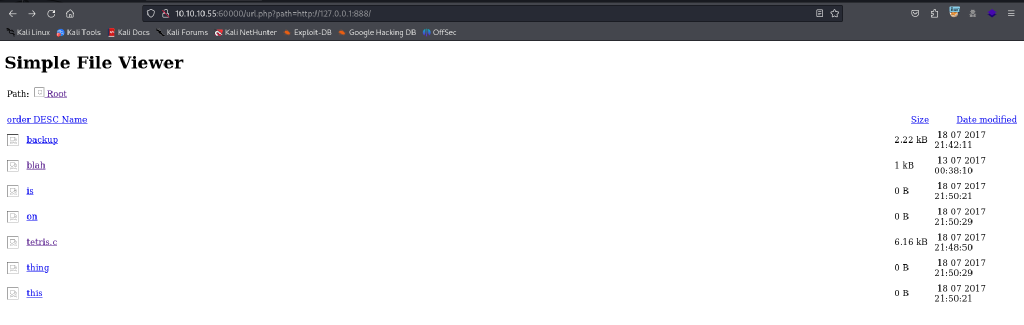 10.10.10.55:60000/url.php?path=http://127.0.0.1:888/
Kali Linux Kali Tools Kali Docs Kali Forums Kali NetHunter Exploit-DB Google Hacking DB OffSec
Simple File Viewer
Path: Root
order DESC Name Size Date modified
backup 2.22 kB 18 07 2017
21:42:11
blah 1 kB 13 07 2017
00:38:10
is 0 B 18 07 2017
21:50:21
on 0 B 18 07 2017
21:50:29
tetris.c 6.16 kB 18 07 2017
21:48:50
thing 0 B 18 07 2017
21:50:29
this 0 B 18 07 2017
21:50:21